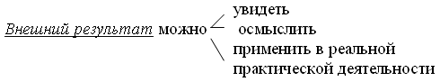 увидеть
Внешний результат можно осмыслить
применить в реальной
практической деятельности